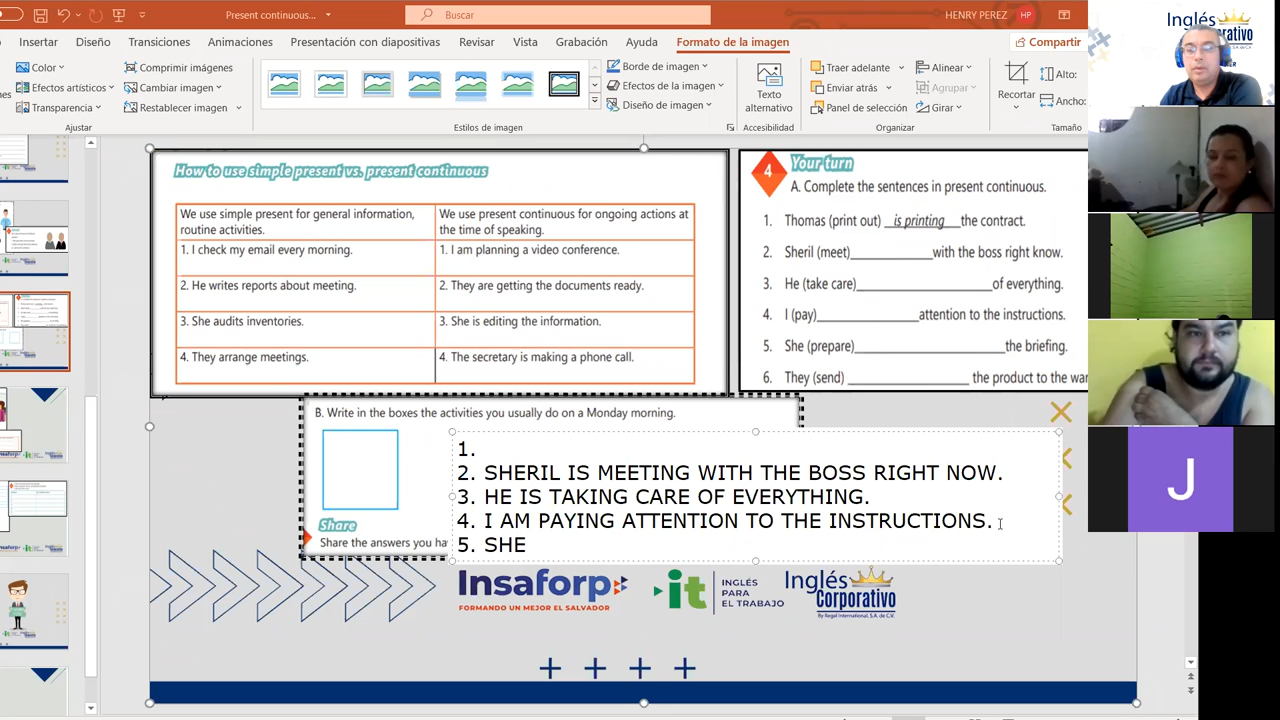 Present continuous...
Buscar
HENRY PEREZ
HP
Insertar
Diseño
Transiciones
Animaciones
Presentación con diapositivas
Revisar
Vista
Grabación
Ayuda
Formato de la imagen
Compartir
Color
Efectos artísticos
Transparencia
Comprimir imágenes
Cambiar imagen
Restablecer imagen
Ajustar
Estilos de imagen
Borde de imagen
Efectos de la imagen
Diseño de imagen
Texto
alternativo
Accesibilidad
Traer adelante
Enviar atrás
Panel de selección
Alinear
Agrupar
Girar
Organizar
Recortar
Alto:
Ancho:
Tamaño
How to use simple present vs. present continuous
We use simple present for general information,
routine activities.
We use present continuous for ongoing actions at
the time of speaking.
1. I check my email every morning.
1. I am planning a video conference.
2. He writes reports about meeting.
2. They are getting the documents ready.
3. She audits inventories.
3. She is editing the information.
4. They arrange meetings.
4. The secretary is making a phone call.
4
Your turn
A. Complete the sentences in present continuous.
1. Thomas (print out) is printing the contract.
2. Sheril (meet)______________with the boss right know.
3. He (take care)______________________of everything.
4. I (pay)________________attention to the instructions.
5. She (prepare)________________________the briefing.
6. They (send) ____________________ the product to the war
B. Write in the boxes the activities you usually do on a Monday morning.
Share
Share the answers you ha
1.
2. SHERIL IS MEETING WITH THE BOSS RIGHT NOW.
3. HE IS TAKING CARE OF EVERYTHING.
4. I AM PAYING ATTENTION TO THE INSTRUCTIONS.
5. SHE
Insaforp
FORMANDO UN MEJOR EL SALVADOR
it
INGLÉS
PARA
EL TRABAJO
Inglés
Corporativo
By Regal International, S.A. de C.V.
Inglés
J